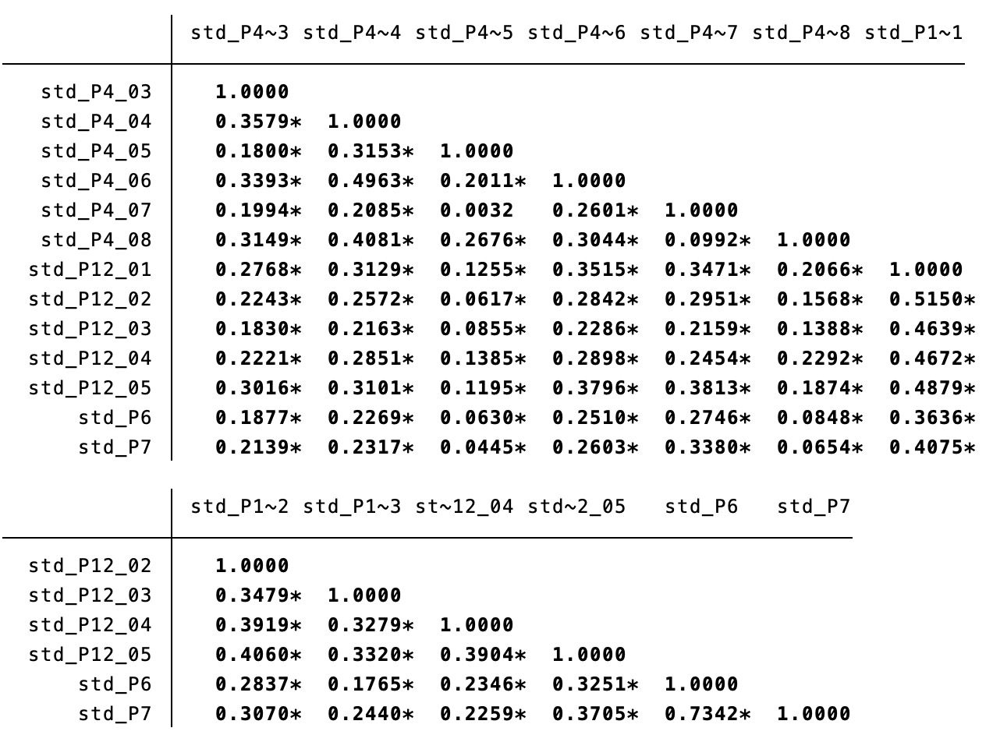 std_P4~3 std_P4~4 std_P4~5 std_P4~6 std_P4~7 std_P4~8 std_P1~1
std_P4_03 1.0000
std_P4_04 0.3579* 1.0000
std_P4_05 0.1800* 0.3153* 1.0000
std_P4_06 0.3393* 0.4963* 0.2011* 1.0000
std_P4_07 0.1994* 0.2085* 0.0032 0.2601* 1.0000
std_P4_08 0.3149* 0.4081* 0.2676* 0.3044* 0.0992* 1.0000
std_P12_01 0.2768* 0.3129* 0.1255* 0.3515* 0.3471* 0.2066* 1.0000
std_P12_02 0.2243* 0.2572* 0.0617* 0.2842* 0.2951* 0.1568* 0.5150*
std_P12_03 0.1830* 0.2163* 0.0855* 0.2286* 0.2159* 0.1388* 0.4639*
std_P12_04 0.2221* 0.2851* 0.1385* 0.2898* 0.2454* 0.2292* 0.4672*
std_P12_05 0.3016* 0.3101* 0.1195* 0.3796* 0.3813* 0.1874* 0.4879*
std_P6 0.1877* 0.2269* 0.0630* 0.2510* 0.2746* 0.0848* 0.3636*
std_P7 0.2139* 0.2317* 0.0445* 0.2603* 0.3380* 0.0654* 0.4075*
std_P1~2 std_P1~3 st~12_04 std~2_05 std_P6 std_P7
std_P12_02 1.0000
std_P12_03 0.3479* 1.0000
std_P12_04 0.3919* 0.3279* 1.0000
std_P12_05 0.4060* 0.3320* 0.3904* 1.0000
std_P6 0.2837* 0.1765* 0.2346* 0.3251* 1.0000
std_P7 0.3070* 0.2440* 0.2259* 0.3705* 0.7342* 1.0000